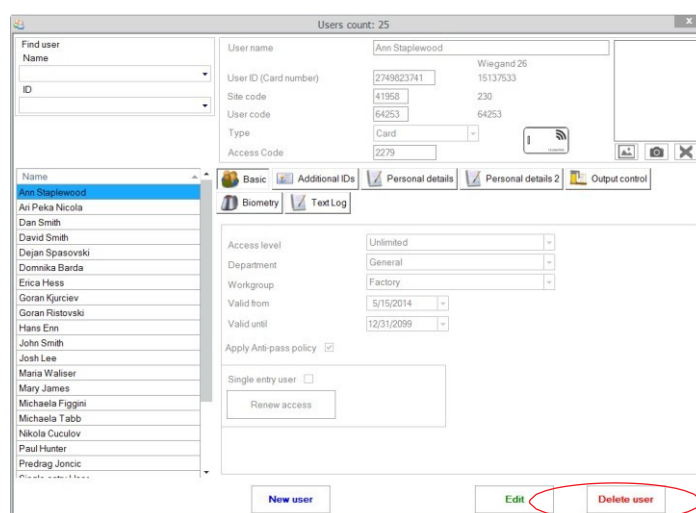 Users count: 25
x
Find user
Name
ID
User name
Ann Staplewood
Wiegand 26
User ID (Card number)
2749823741
15137533
Site code
41958
230
User code
64253
64253
Type
Card
Access Code
2279
Name
Ann Staplewood
Ari Peka Nicola
Dan Smith
David Smith
Dejan Spasovski
Domnika Barda
Erica Hess
Goran Kjurciev
Goran Ristovski
Hans Enn
John Smith
Josh Lee
Maria Waliser
Mary James
Michaela Figgini
Michaela Tabb
Nikola Cuculov
Paul Hunter
Predrag Joncic
Basic
Additional IDs
Personal details
Personal details 2
Output control
Biometry
Text Log
Access level
Unlimited
Department
General
Workgroup
Factory
Valid from
5/15/2014
Valid until
12/31/2099
Apply Anti-pass policy
Single entry user
Renew access
New user
Edit
Delete user